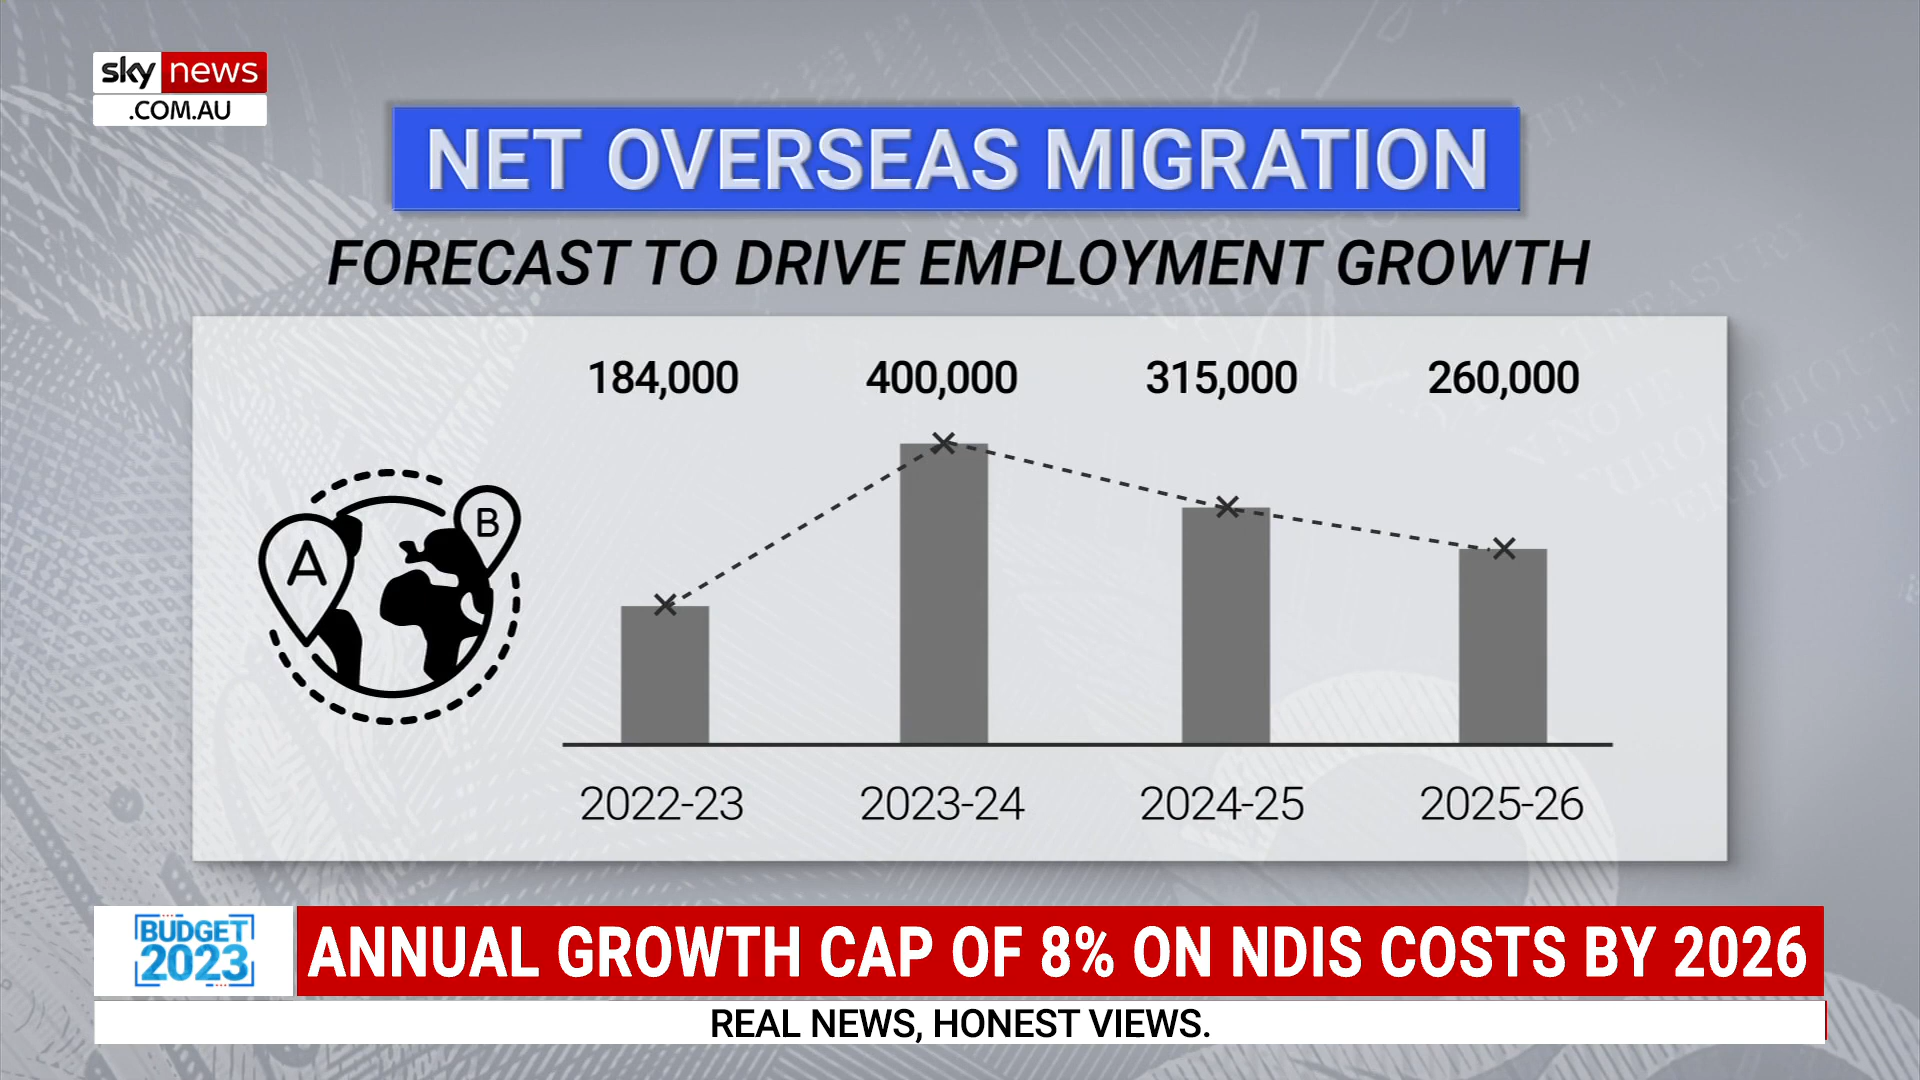 sky news
.COM.AU
NET OVERSEAS MIGRATION
FORECAST TO DRIVE EMPLOYMENT GROWTH
184,000 400,000 315,000 260,000
A B
2022-23 2023-24 2024-25 2025-26
BUDGET
2023
ANNUAL GROWTH CAP OF 8% ON NDIS COSTS BY 2026
REAL NEWS, HONEST VIEWS.